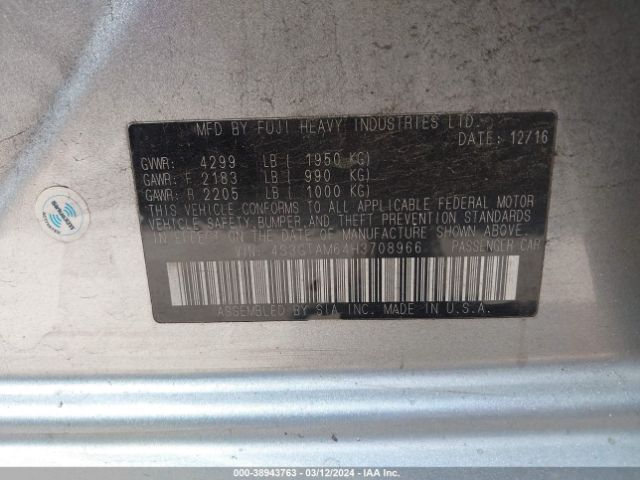 MFD BY FUJI HEAVY INDUSTRIES LTD.
DATE: 12/16
GVWR: 4299 LB ( 1950 KG)
GAWR: F 2183 LB ( 990 KG)
GAWR: R 2205 LB ( 1000 KG)
THIS VEHICLE CONFORMS TO ALL APPLICABLE FEDERAL MOTOR
VEHICLE SAFETY, BUMPER AND THEFT PREVENTION STANDARDS
IN EFFECT ON THE DATE OF MANUFACTURE SHOWN ABOVE.
VIN: 4S3GTAM64H3708966 PASSENGER CAR
ASSEMBLED BY SIA, INC. MADE IN U.S.A.
000-38943763 - 03/12/2024 - IAA Inc.